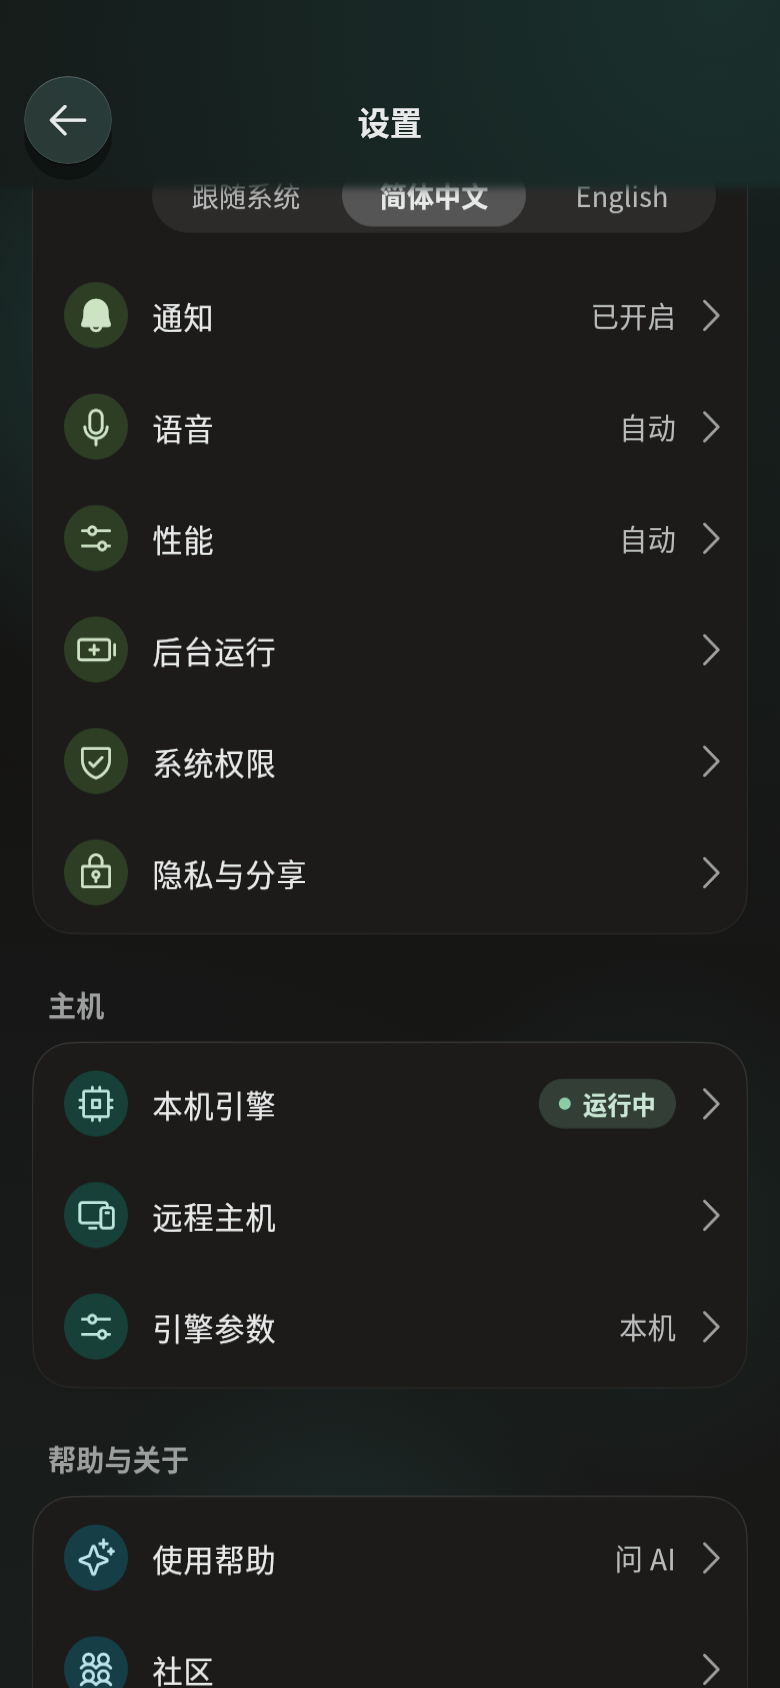 设置
跟随系统 简体中文 English
通知 已开启
语音 自动
性能 自动
后台运行
系统权限
隐私与分享
主机
本机引擎 运行中
远程主机
引擎参数 本机
帮助与关于
使用帮助 问 AI
社区